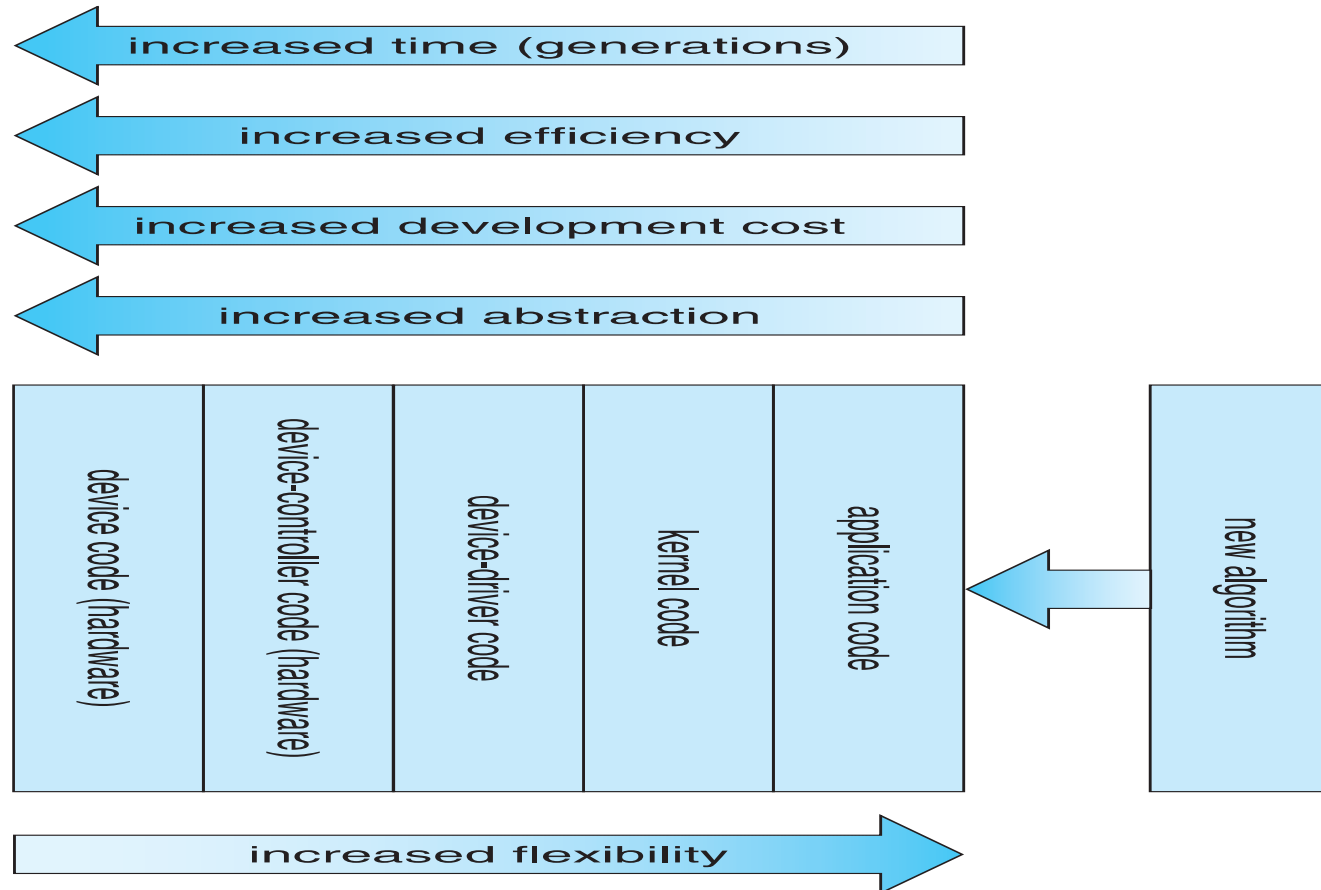 increased time (generations)
increased efficiency
increased development cost
increased abstraction
device code (hardware)
device-controller code (hardware)
device-driver code
kernel code
application code
new algorithm
increased flexibility